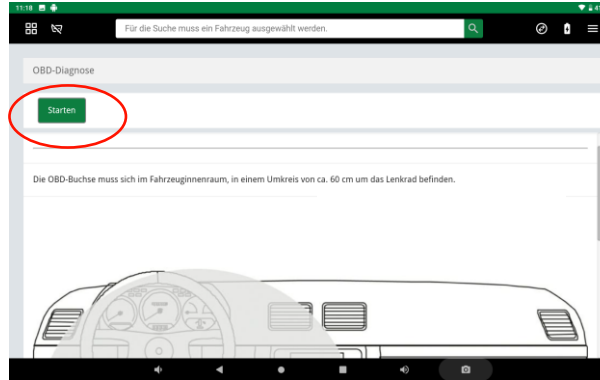 11:18
Für die Suche muss ein Fahrzeug ausgewählt werden.
OBD-Diagnose
Starten
Die OBD-Buchse muss sich im Fahrzeuginnenraum, in einem Umkreis von ca. 60 cm um das Lenkrad befinden.